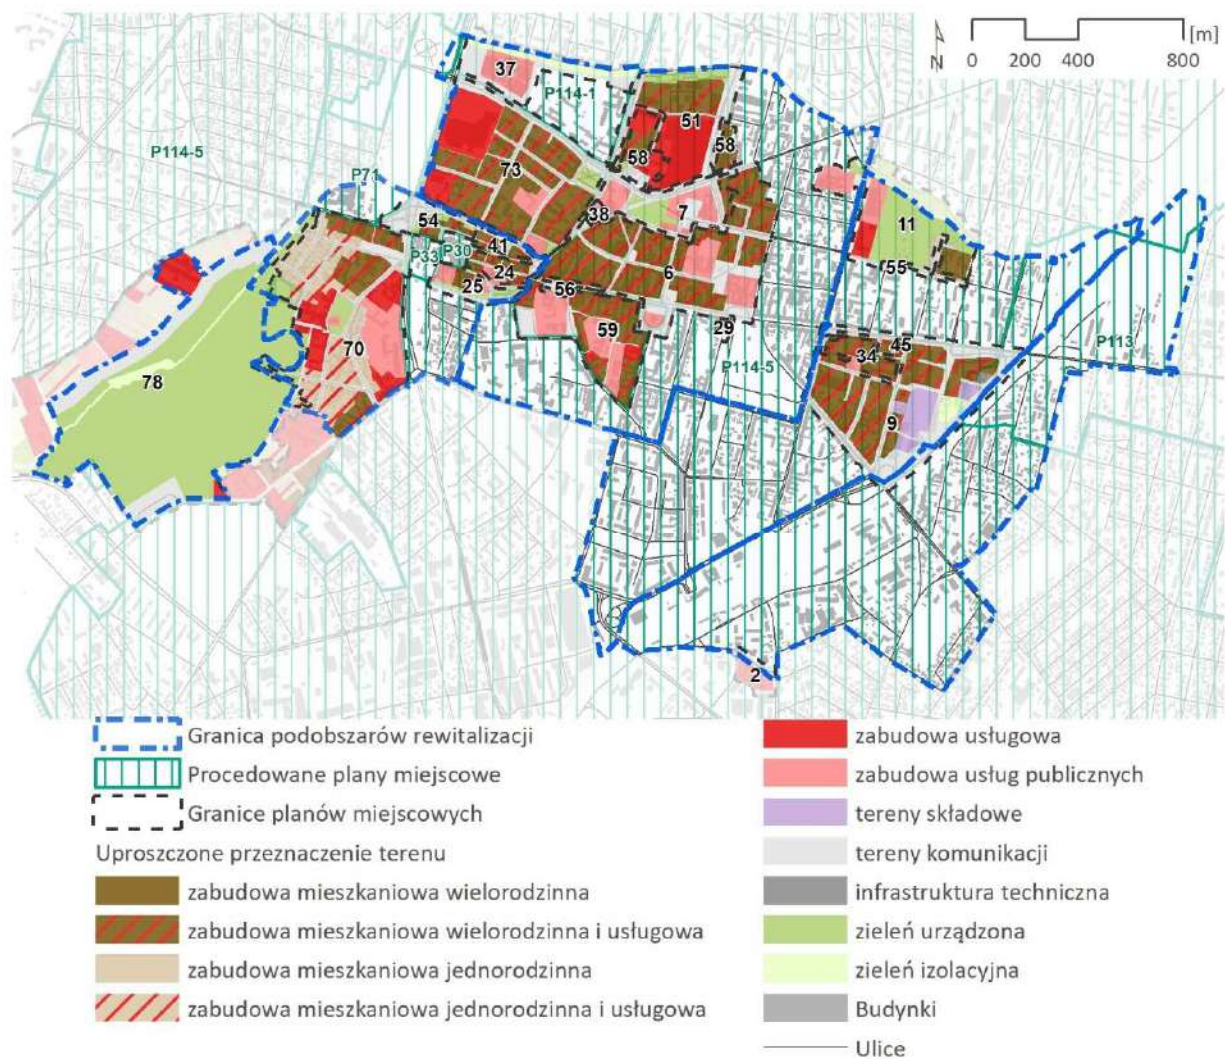 [m]
N
0 200 400 800
37
P114-1
51
P114-5
58
58
73
P71
38
7
11
54
41
P33
P30
24
25
6
55
56
29
59
P113
45
34
70
P114-5
78
9
2
Granica podobszarów rewitalizacji
Procedowane plany miejscowe
Granice planów miejscowych
Uproszczone przeznaczenie terenu
zabudowa mieszkaniowa wielorodzinna
zabudowa mieszkaniowa wielorodzinna i usługowa
zabudowa mieszkaniowa jednorodzinna
zabudowa mieszkaniowa jednorodzinna i usługowa
zabudowa usługowa
zabudowa usług publicznych
tereny składowe
tereny komunikacji
infrastruktura techniczna
zieleń urządzona
zieleń izolacyjna
Budynki
Ulice